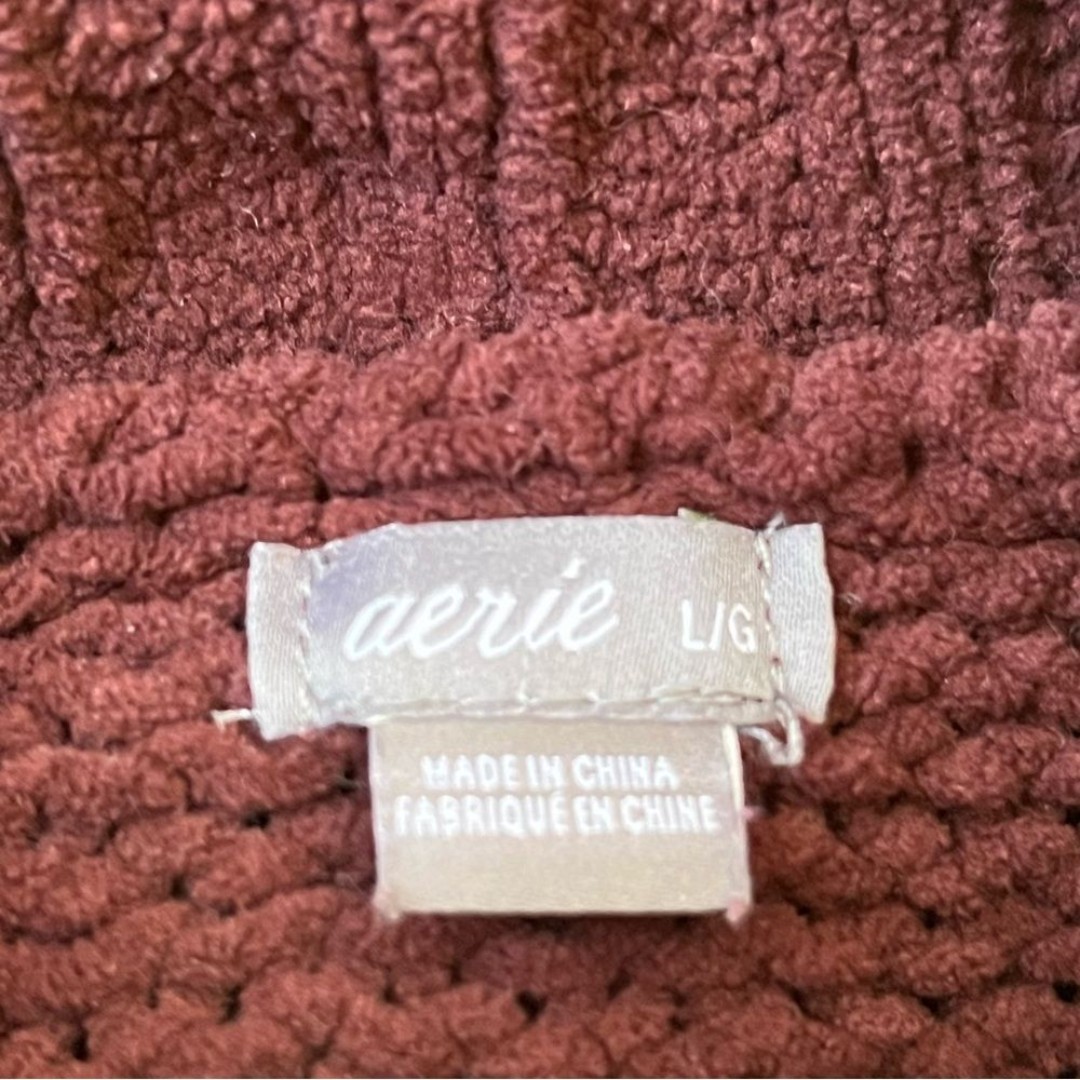 aerie L/G
MADE IN CHINA
FABRIQUÉ EN CHINE